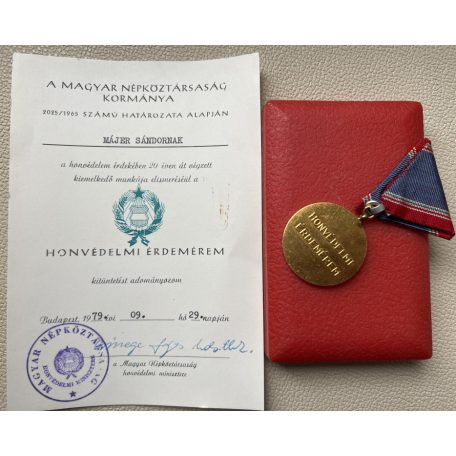 A MAGYAR NÉPKÖZTÁRSASÁG
KORMÁNYA
2025/1965 SZÁMÚ HATÁROZATA ALAPJÁN
MÁJER SÁNDORNAK
a honvédelem érdekében 20 éven át végzett
kiemelkedő munkája elismeréséül a
HONVÉDELMI ÉRDEMÉREM
kitüntetést adományozom
Budapest, 1979 évi 09. hó 29. napján
a Magyar Népköztársaság
honvédelmi minisztere
MAGYAR NÉPKÖZTÁRSASÁG
HONVÉDELMI MINISZTERE
HONVÉDELMI
ÉRDEMÉREM